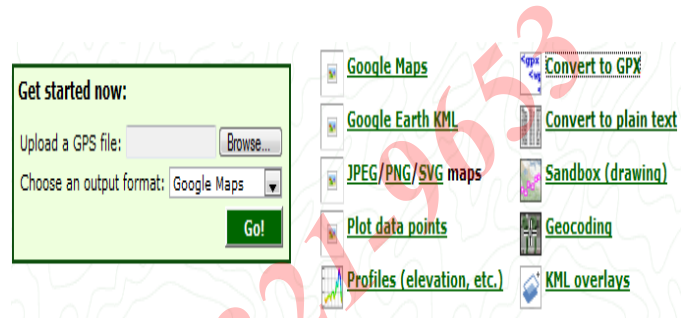 Get started now:
Upload a GPS file: Browse...
Choose an output format: Google Maps
Go!
Google Maps
Google Earth KML
JPEG/PNG/SVG maps
Plot data points
Profiles (elevation, etc.)
Convert to GPX
Convert to plain text
Sandbox (drawing)
Geocoding
KML overlays
21-9653